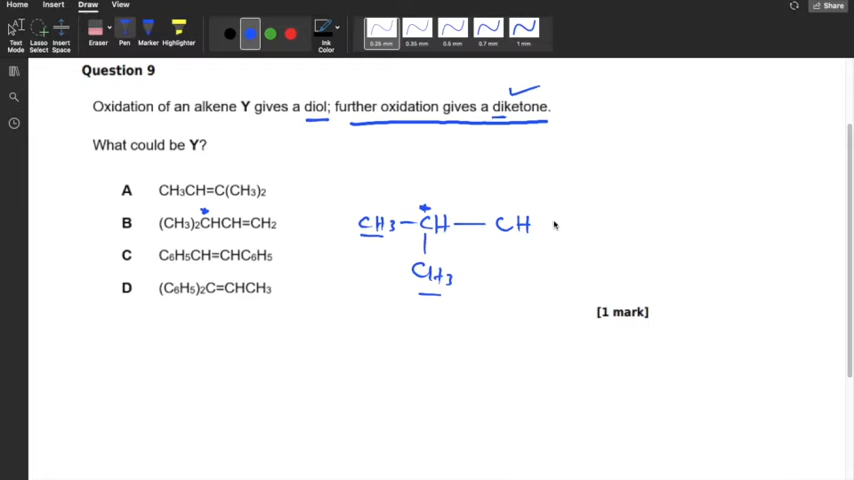 Home Insert Draw View
Share
Text Mode
Lasso Select
Insert Space
Eraser
Pen
Marker
Highlighter
Ink Color
0.25 mm
0.35 mm
0.5 mm
0.7 mm
1 mm
Question 9
Oxidation of an alkene Y gives a diol; further oxidation gives a diketone.
What could be Y?
A CH3CH=C(CH3)2
B (CH3)2CHCH=CH2
CH3 — CH — CH
CH3
C C6H5CH=CHC6H5
D (C6H5)2C=CHCH3
[1 mark]